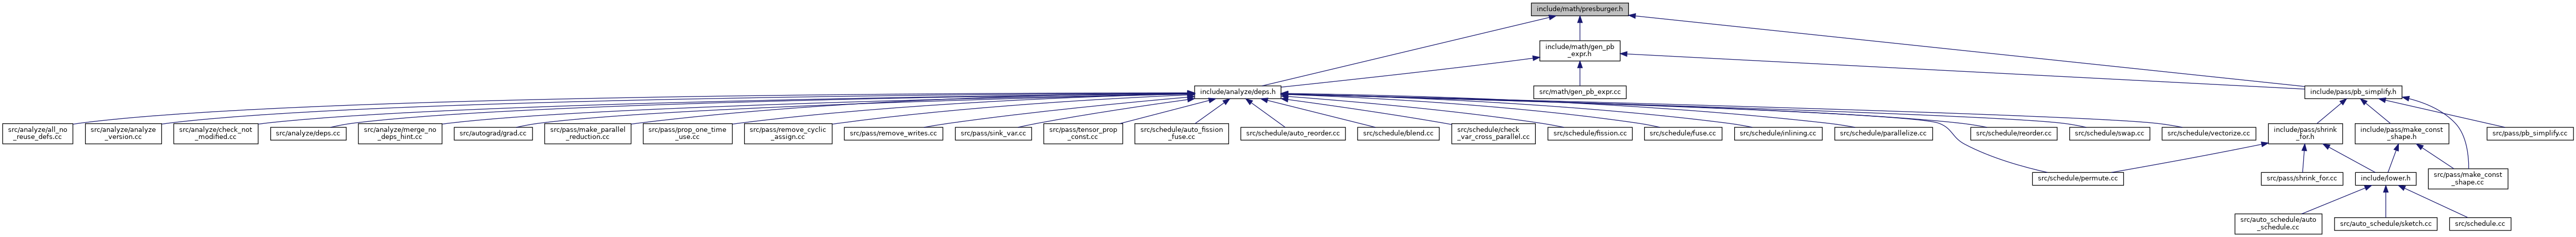 include/math/presburger.h
include/math/gen_pb
_expr.h
include/analyze/deps.h
src/math/gen_pb_expr.cc
include/pass/pb_simplify.h
src/analyze/all_no
_reuse_defs.cc
src/analyze/analyze
_version.cc
src/analyze/check_not
_modified.cc
src/analyze/deps.cc
src/analyze/merge_no
_deps_hint.cc
src/autograd/grad.cc
src/pass/make_parallel
_reduction.cc
src/pass/prop_one_time
_use.cc
src/pass/remove_cyclic
_assign.cc
src/pass/remove_writes.cc
src/pass/sink_var.cc
src/pass/tensor_prop
_const.cc
src/schedule/auto_fission
_fuse.cc
src/schedule/auto_reorder.cc
src/schedule/blend.cc
src/schedule/check
_var_cross_parallel.cc
src/schedule/fission.cc
src/schedule/fuse.cc
src/schedule/inlining.cc
src/schedule/parallelize.cc
src/schedule/reorder.cc
src/schedule/swap.cc
src/schedule/vectorize.cc
include/pass/shrink
_for.h
include/pass/make_const
_shape.h
src/pass/pb_simplify.cc
src/schedule/permute.cc
src/pass/shrink_for.cc
include/lower.h
src/pass/make_const
_shape.cc
src/auto_schedule/auto
_schedule.cc
src/auto_schedule/sketch.cc
src/schedule.cc